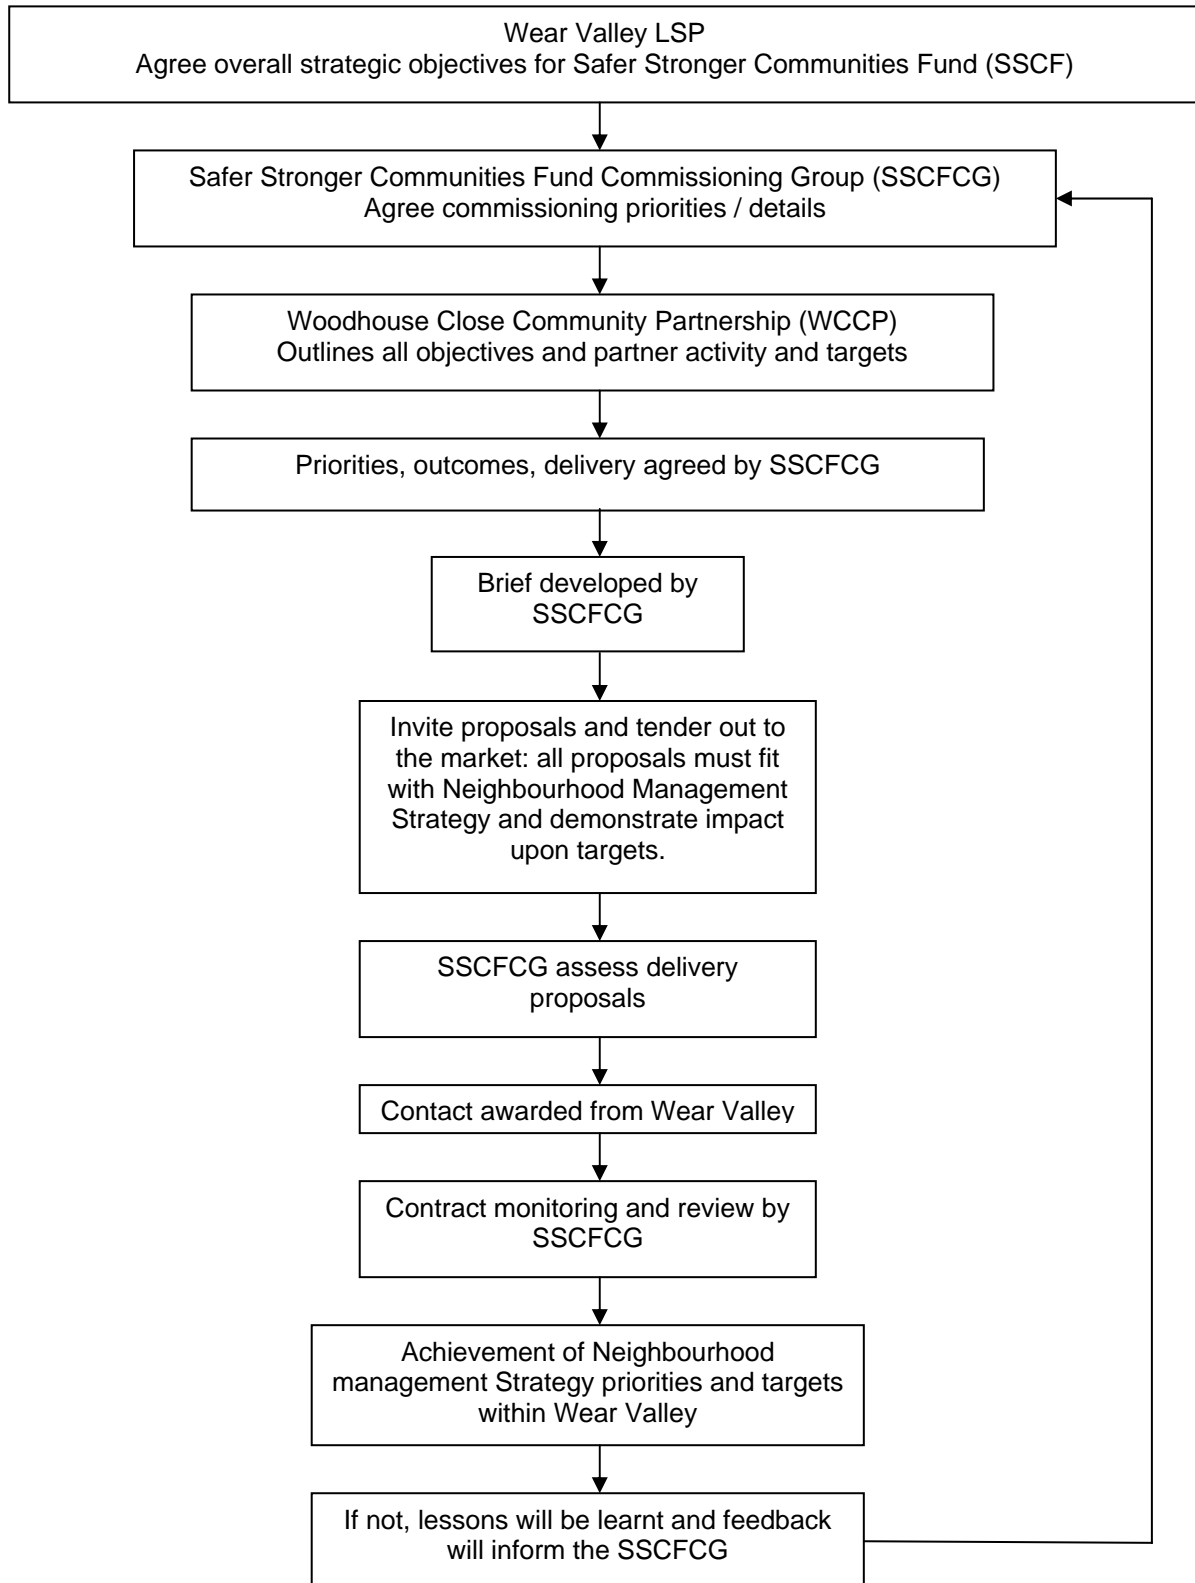 Wear Valley LSP
Agree overall strategic objectives for Safer Stronger Communities Fund (SSCF)
Safer Stronger Communities Fund Commissioning Group (SSCFCG)
Agree commissioning priorities / details
Woodhouse Close Community Partnership (WCCP)
Outlines all objectives and partner activity and targets
Priorities, outcomes, delivery agreed by SSCFCG
Brief developed by
SSCFCG
Invite proposals and tender out to
the market: all proposals must fit
with Neighbourhood Management
Strategy and demonstrate impact
upon targets.
SSCFCG assess delivery
proposals
Contact awarded from Wear Valley
Contract monitoring and review by
SSCFCG
Achievement of Neighbourhood
management Strategy priorities and targets
within Wear Valley
If not, lessons will be learnt and feedback
will inform the SSCFCG